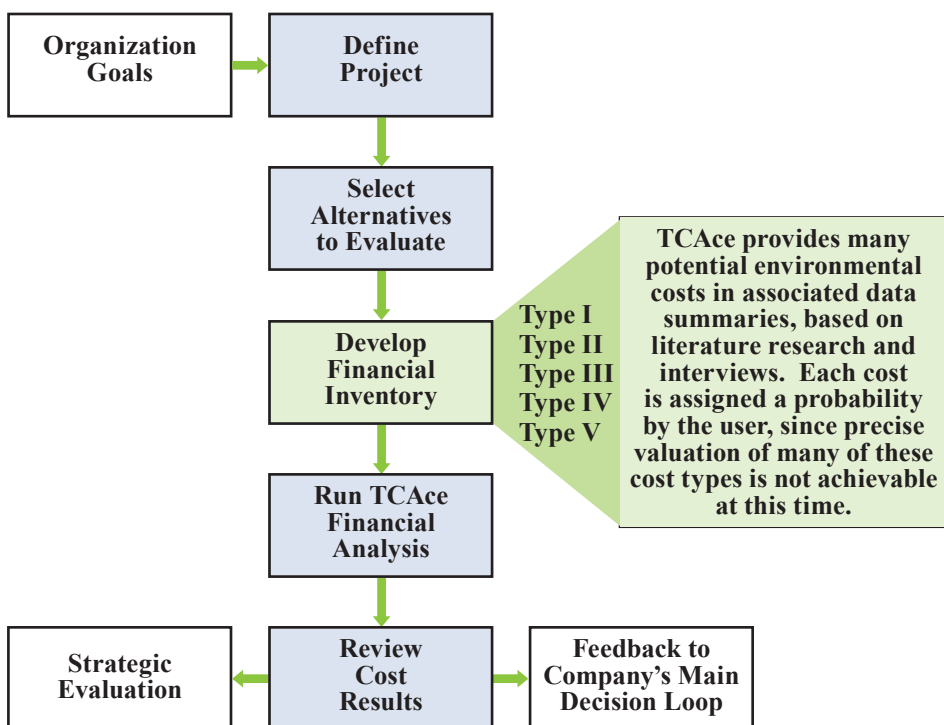 Organization
Goals
Define
Project
Select
Alternatives
to Evaluate
Develop
Financial
Inventory
Type I
Type II
Type III
Type IV
Type V
TCAce provides many
potential environmental
costs in associated data
summaries, based on
literature research and
interviews.  Each cost
is assigned a probability
by the user, since precise
valuation of many of these
cost types is not achievable
at this time.
Run TCAce
Financial
Analysis
Strategic
Evaluation
Review
Cost
Results
Feedback to
Company’s Main
Decision Loop